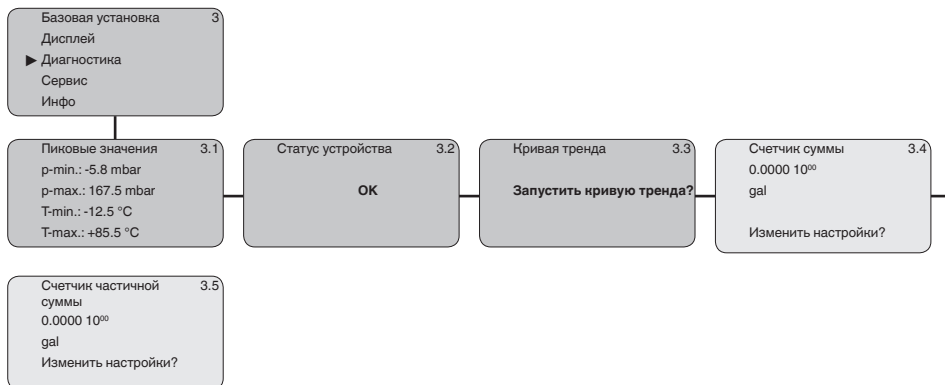 Базовая установка 3
Дисплей
▶ Диагностика
Сервис
Инфо
Пиковые значения 3.1
p-min.: -5.8 mbar
p-max.: 167.5 mbar
T-min.: -12.5 °C
T-max.: +85.5 °C
Статус устройства 3.2
OK
Кривая тренда 3.3
Запустить кривую тренда?
Счетчик суммы 3.4
0.0000 10⁰⁰
gal
Изменить настройки?
Счетчик частичной 3.5
суммы
0.0000 10⁰⁰
gal
Изменить настройки?